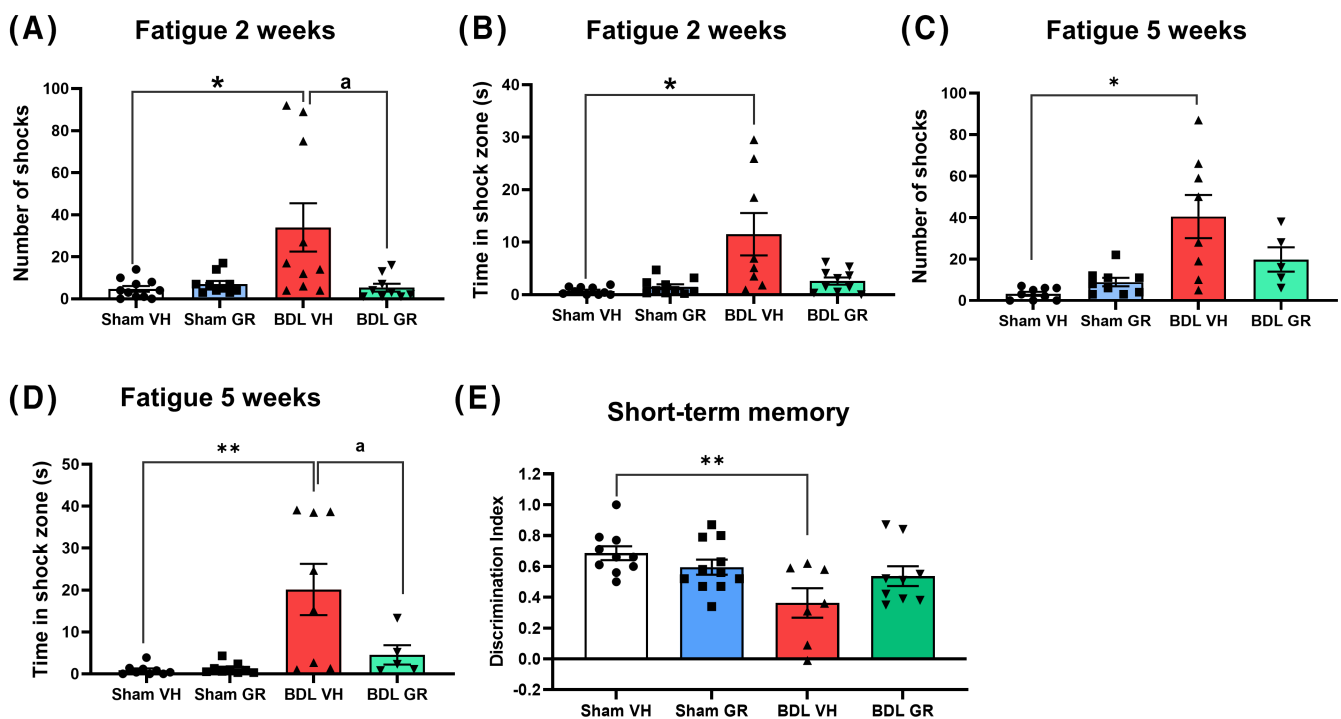 (A) Fatigue 2 weeks
Number of shocks
100
80
60
40
20
0
* a
Sham VH Sham GR BDL VH BDL GR
(B) Fatigue 2 weeks
Time in shock zone (s)
40
30
20
10
0
*
Sham VH Sham GR BDL VH BDL GR
(C) Fatigue 5 weeks
Number of shocks
100
80
60
40
20
0
*
Sham VH Sham GR BDL VH BDL GR
(D) Fatigue 5 weeks
Time in shock zone (s)
50
40
30
20
10
0
** a
Sham VH Sham GR BDL VH BDL GR
(E) Short-term memory
Discrimination Index
1.2
1.0
0.8
0.6
0.4
0.2
0.0
-0.2
**
Sham VH Sham GR BDL VH BDL GR